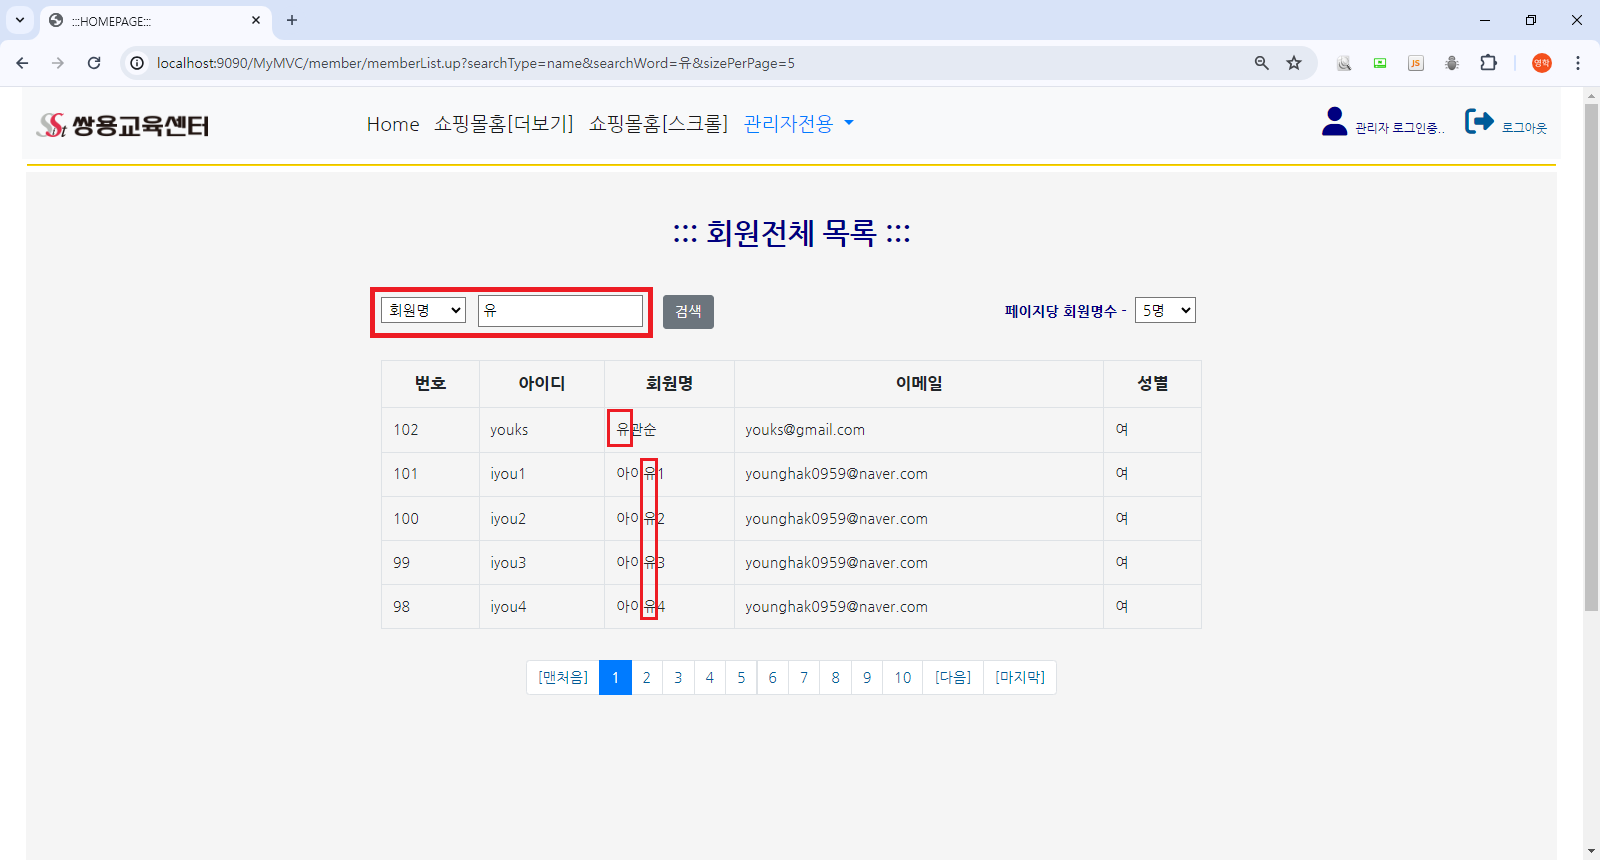 :::HOMEPAGE:::
localhost:9090/MyMVC/member/memberList.up?searchType=name&searchWord=유&sizePerPage=5
JS
영학
SSist 쌍용교육센터 Home 쇼핑몰홈[더보기] 쇼핑몰홈[스크롤] 관리자전용 관리자 로그인중.. 로그아웃
::: 회원전체 목록 :::
회원명 유 검색 페이지당 회원명수 - 5명
번호 아이디 회원명 이메일 성별
102 youks 유관순 youks@gmail.com 여
101 iyou1 아이유1 younghak0959@naver.com 여
100 iyou2 아이유2 younghak0959@naver.com 여
99 iyou3 아이유3 younghak0959@naver.com 여
98 iyou4 아이유4 younghak0959@naver.com 여
[맨처음] 1 2 3 4 5 6 7 8 9 10 [다음] [마지막]